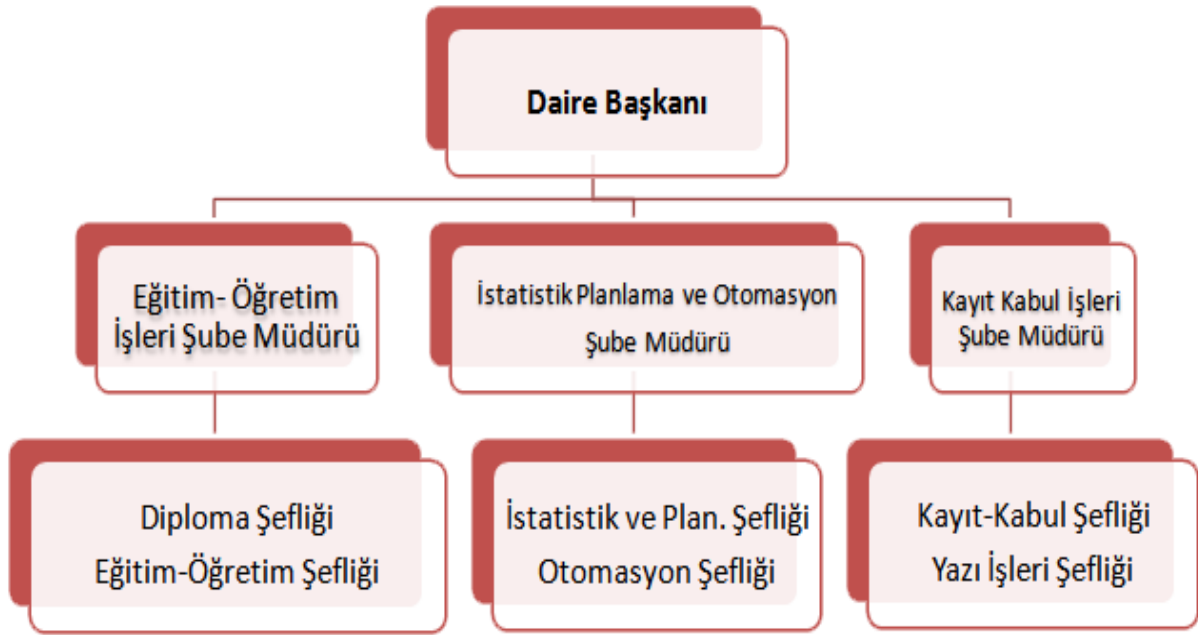 Daire Başkanı
Eğitim- Öğretim
İşleri Şube Müdürü
İstatistik Planlama ve Otomasyon
Şube Müdürü
Kayıt Kabul İşleri
Şube Müdürü
Diploma Şefliği
Eğitim-Öğretim Şefliği
İstatistik ve Plan. Şefliği
Otomasyon Şefliği
Kayıt-Kabul Şefliği
Yazı İşleri Şefliği